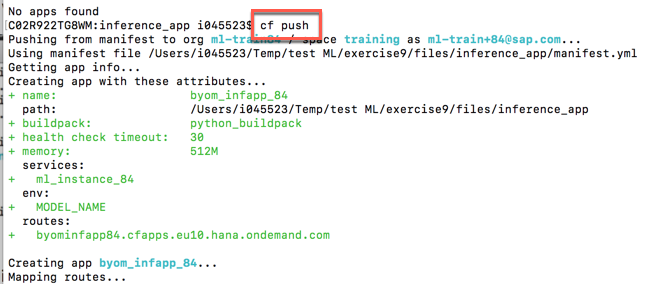 No apps found
C02R922TG8WM:inference_app i045523$ cf push
Pushing from manifest to org ml-train84 / space training as ml-train+84@sap.com...
Using manifest file /Users/i045523/Temp/test ML/exercise9/files/inference_app/manifest.yml
Getting app info...
Creating app with these attributes...
+ name: byom_infapp_84
path: /Users/i045523/Temp/test ML/exercise9/files/inference_app
+ buildpack: python_buildpack
+ health check timeout: 30
+ memory: 512M
services:
+ ml_instance_84
env:
+ MODEL_NAME
routes:
+ byominfapp84.cfapps.eu10.hana.ondemand.com
Creating app byom_infapp_84...
Mapping routes...